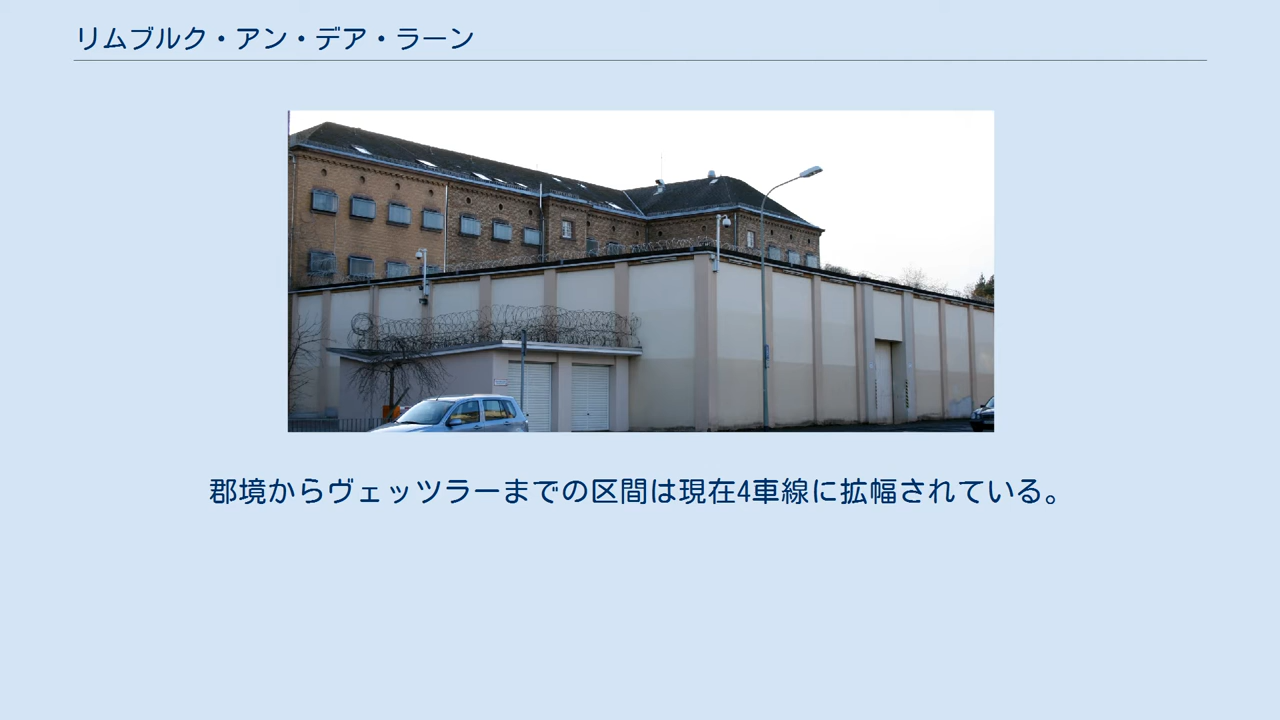 リムブルク・アン・デア・ラーン
郡境からヴェッツラーまでの区間は現在4車線に拡幅されている。